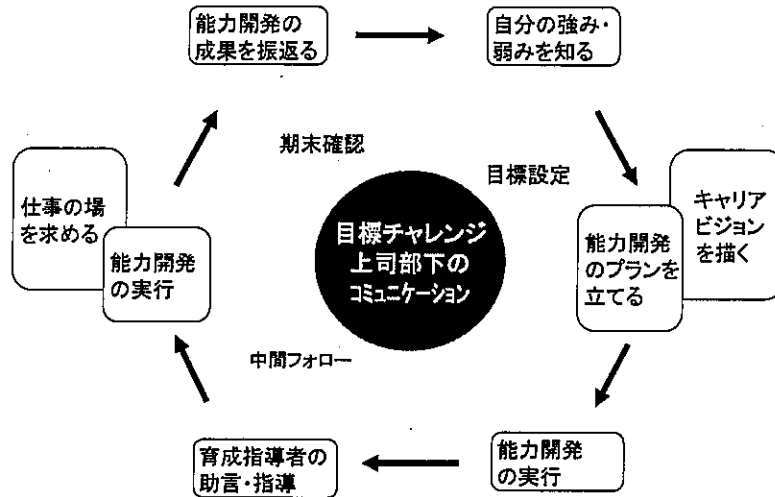 能力開発の
成果を振返る
自分の強み・
弱みを知る
期末確認
目標設定
キャリア
ビジョン
を描く
仕事の場
を求める
能力開発
の実行
目標チャレンジ
上司部下の
コミュニケーション
能力開発
のプランを
立てる
中間フォロー
育成指導者の
助言・指導
能力開発
の実行